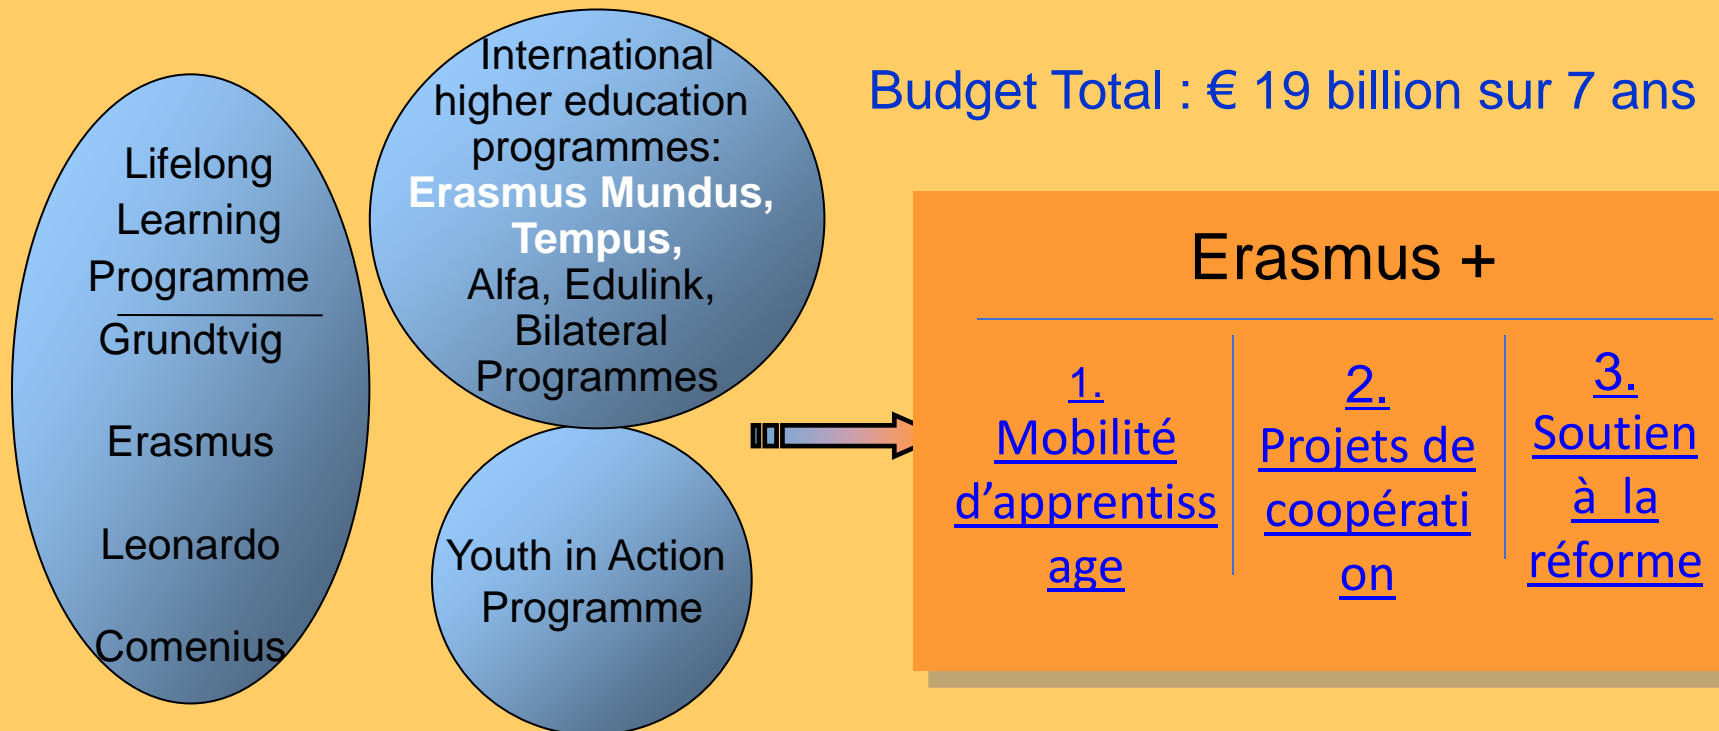 Lifelong
Learning
Programme
Grundtvig
Erasmus
Leonardo
Comenius
International
higher education
programmes:
Erasmus Mundus,
Tempus,
Alfa, Edulink,
Bilateral
Programmes
Youth in Action
Programme
Budget Total : € 19 billion sur 7 ans
Erasmus +
1.
Mobilité
d’apprentiss
age
2.
Projets de
coopérati
on
3.
Soutien
à la
réforme